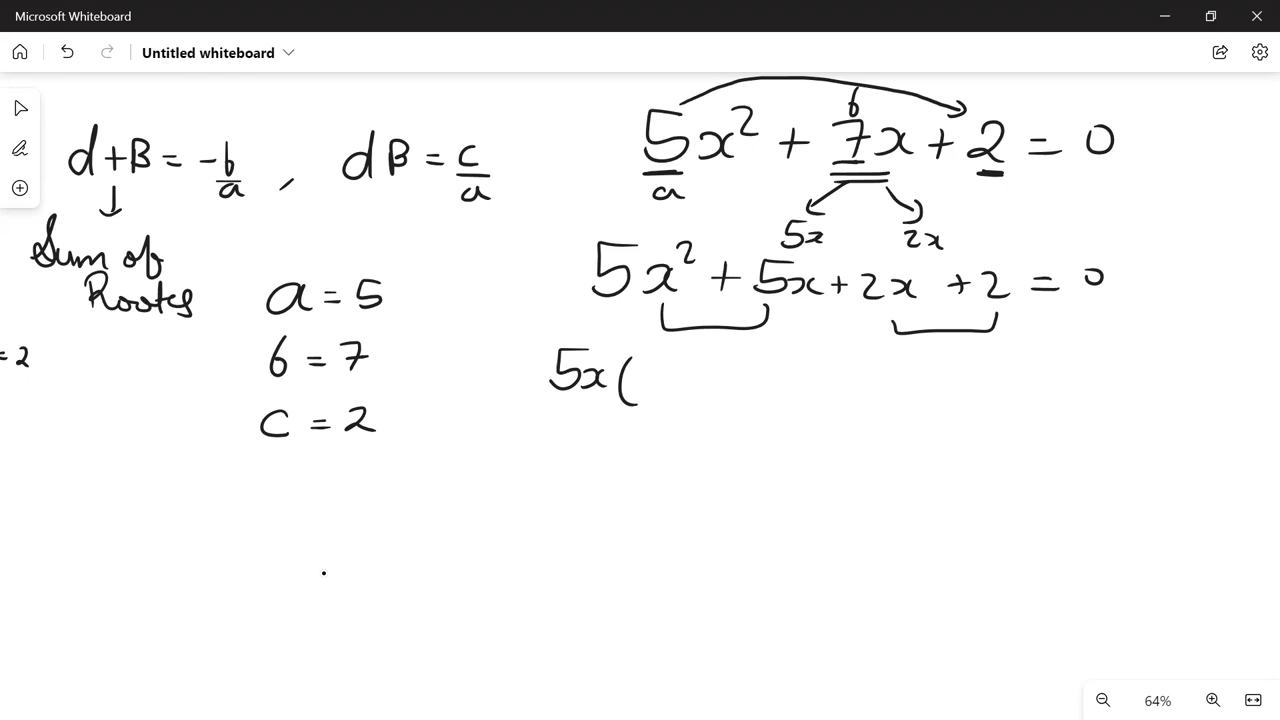 Microsoft Whiteboard
Untitled whiteboard
α+β = -b/a , αβ = c/a
Sum of
Roots
= 2
a = 5
b = 7
c = 2
b
5x² + 7x + 2 = 0
a
5x 2x
5x² + 5x + 2x + 2 = 0
5x(
64%